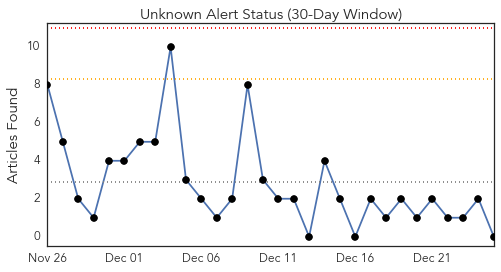 Unknown Alert Status (30-Day Window)
Articles Found
10
8
6
4
2
0
Nov 26 Dec 01 Dec 06 Dec 11 Dec 16 Dec 21